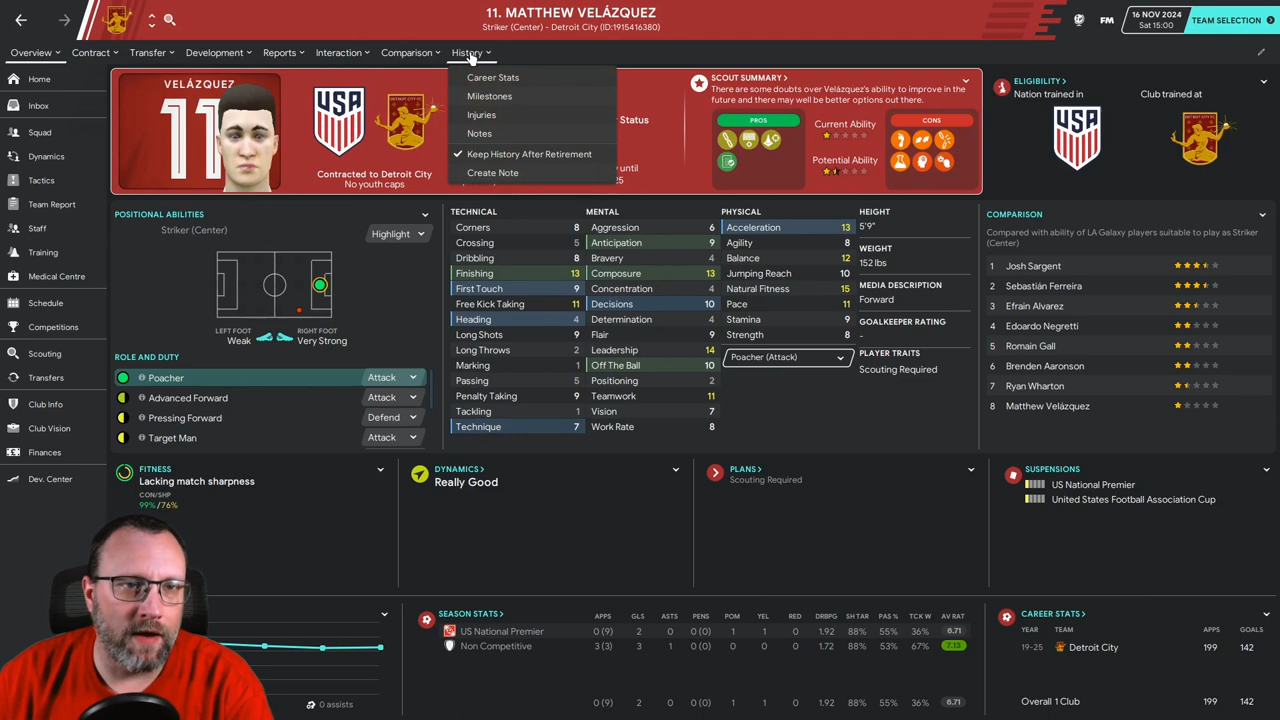 11. MATTHEW VELÁZQUEZ
Striker (Center) - Detroit City (ID:1915416380)
FM
16 NOV 2024
Sat 15:00
TEAM SELECTION
Overview
Contract
Transfer
Development
Reports
Interaction
Comparison
History
Home
Inbox
Squad
Dynamics
Tactics
Team Report
Staff
Training
Medical Centre
Schedule
Competitions
Scouting
Transfers
Club Info
Club Vision
Finances
Dev. Center
VELÁZQUEZ
11
USA
Contracted to Detroit City
No youth caps
Career Stats
Milestones
Injuries
Notes
Keep History After Retirement
Create Note
Status
until
25
SCOUT SUMMARY>
There are some doubts over Velázquez's ability to improve in the
future and there may well be better options out there.
PROS
Current Ability
Potential Ability
CONS
ELIGIBILITY>
Nation trained in
Club trained at
USA
POSITIONAL ABILITIES
Striker (Center)
Highlight
LEFT FOOT
Weak
RIGHT FOOT
Very Strong
ROLE AND DUTY
Poacher Attack
Advanced Forward Attack
Pressing Forward Defend
Target Man Attack
TECHNICAL
Corners 8
Crossing 5
Dribbling 8
Finishing 13
First Touch 9
Free Kick Taking 11
Heading 4
Long Shots 9
Long Throws 2
Marking 1
Passing 5
Penalty Taking 9
Tackling 1
Technique 7
MENTAL
Aggression 6
Anticipation 9
Bravery 4
Composure 13
Concentration 4
Decisions 10
Determination 4
Flair 9
Leadership 14
Off The Ball 10
Positioning 2
Teamwork 11
Vision 7
Work Rate 8
PHYSICAL
Acceleration 13
Agility 8
Balance 12
Jumping Reach 10
Natural Fitness 15
Pace 11
Stamina 9
Strength 8
Poacher (Attack)
HEIGHT
5'9"
WEIGHT
152 lbs
MEDIA DESCRIPTION
Forward
GOALKEEPER RATING
-
PLAYER TRAITS
Scouting Required
COMPARISON
Compared with ability of LA Galaxy players suitable to play as Striker
(Center)
1 Josh Sargent
2 Sebastián Ferreira
3 Efrain Alvarez
4 Edoardo Negretti
5 Romain Gall
6 Brenden Aaronson
7 Ryan Wharton
8 Matthew Velázquez
FITNESS
Lacking match sharpness
CON/SHP
99%/76%
DYNAMICS>
Really Good
PLANS>
Scouting Required
SUSPENSIONS
US National Premier
United States Football Association Cup
0 assists
SEASON STATS>
APPS GLS ASTS PENS POM YEL RED DRBPG SH TAR PAS % TCK W AV RAT
US National Premier 0 (9) 2 0 0 (0) 1 1 0 1.92 88% 55% 36% 6.71
Non Competitive 3 (3) 3 1 0 (0) 0 0 0 1.72 88% 53% 67% 7.13
0 (9) 2 0 0 (0) 1 1 0 1.92 88% 55% 36% 6.71
CAREER STATS>
YEAR TEAM APPS GOALS
19-25 Detroit City 199 142
Overall 1 Club 199 142